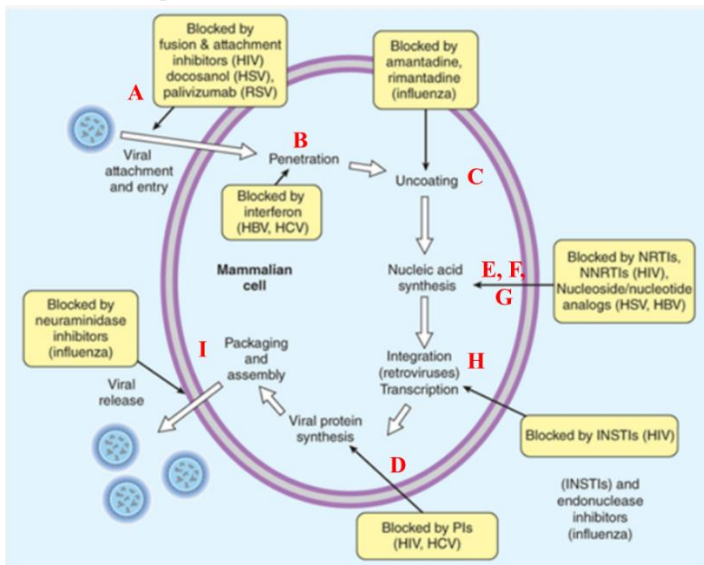 Blocked by
fusion & attachment
inhibitors (HIV)
docosanol (HSV),
palivizumab (RSV)
Blocked by
amantadine,
rimantadine
(influenza)
A
B
Viral
attachment
and entry
Penetration
Uncoating
C
Blocked by
interferon
(HBV, HCV)
Mammalian
cell
Nucleic acid
synthesis
E, F,
G
Blocked by NRTIs,
NNRTIs (HIV),
Nucleoside/nucleotide
analogs (HSV, HBV)
Blocked by
neuraminidase
inhibitors
(influenza)
I
Packaging
and
assembly
Integration
(retroviruses)
Transcription
H
Viral
release
Viral protein
synthesis
D
Blocked by INSTIs (HIV)
(INSTIs) and
endonuclease
inhibitors
(influenza)
Blocked by PIs
(HIV, HCV)